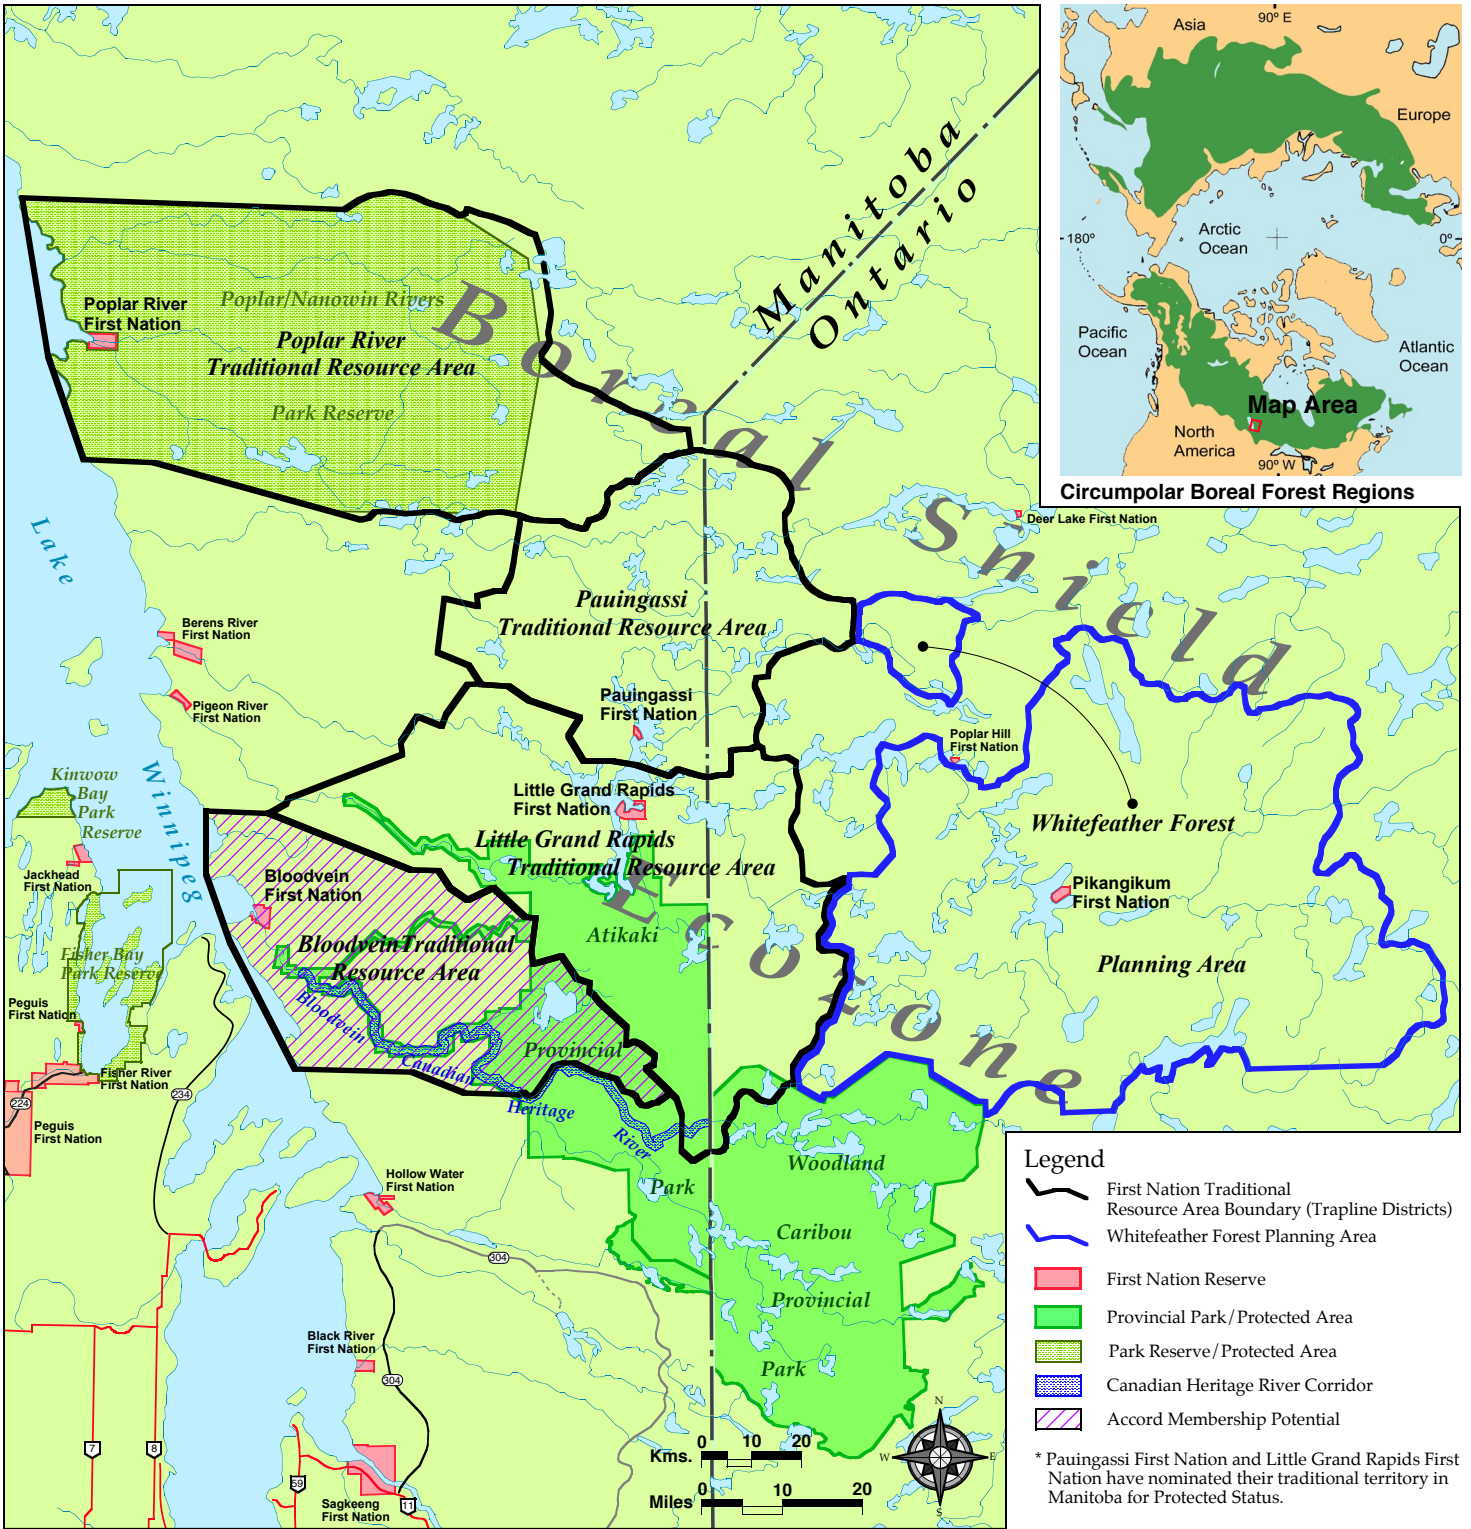 90º E
Asia
Europe
Arctic
Ocean
180º
0º
Pacific
Ocean
Atlantic
Ocean
Map Area
North
America
90º W
Circumpolar Boreal Forest Regions
Manitoba
Ontario
Boreal
Shield
Ecozone
Poplar River
First Nation
Poplar/Nanowin Rivers
Poplar River
Traditional Resource Area
Park Reserve
Deer Lake First Nation
Lake
Winnipeg
Pauingassi
Traditional Resource Area
Berens River
First Nation
Pigeon River
First Nation
Pauingassi
First Nation
Poplar Hill
First Nation
Kinwow
Bay
Park
Reserve
Little Grand Rapids
First Nation
Little Grand Rapids
Traditional Resource Area
Whitefeather Forest
Planning Area
Jackhead
First Nation
Bloodvein
First Nation
Pikangikum
First Nation
Atikaki
Provincial
Park
Bloodvein Traditional
Resource Area
Fisher Bay
Park Reserve
Peguis
First Nation
Bloodvein
Canadian
Heritage
River
Fisher River
First Nation
224
234
Peguis
First Nation
Hollow Water
First Nation
Woodland
Caribou
Provincial
Park
304
Black River
First Nation
304
7
8
59
11
Sagkeeng
First Nation
Kms.
0 10 20
Miles
0 10 20
N
W
E
S
Legend
First Nation Traditional
Resource Area Boundary (Trapline Districts)
Whitefeather Forest Planning Area
First Nation Reserve
Provincial Park/Protected Area
Park Reserve/Protected Area
Canadian Heritage River Corridor
Accord Membership Potential
* Pauingassi First Nation and Little Grand Rapids First
Nation have nominated their traditional territory in
Manitoba for Protected Status.